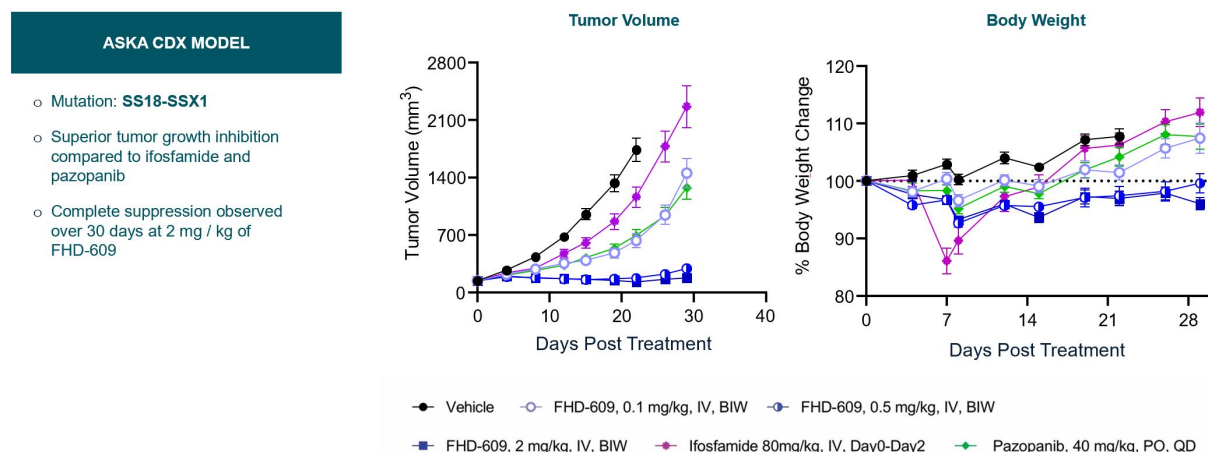 ASKA CDX MODEL
Mutation: SS18-SSX1
Superior tumor growth inhibition
compared to ifosfamide and
pazopanib
Complete suppression observed
over 30 days at 2 mg / kg of
FHD-609
Tumor Volume
Tumor Volume (mm3)
2800
2100
1400
700
0
0 10 20 30 40
Days Post Treatment
Body Weight
% Body Weight Change
120
110
100
90
80
0 7 14 21 28
Days Post Treatment
Vehicle FHD-609, 0.1 mg/kg, IV, BIW FHD-609, 0.5 mg/kg, IV, BIW
FHD-609, 2 mg/kg, IV, BIW Ifosfamide 80mg/kg, IV, Day0-Day2 Pazopanib, 40 mg/kg, PO, QD